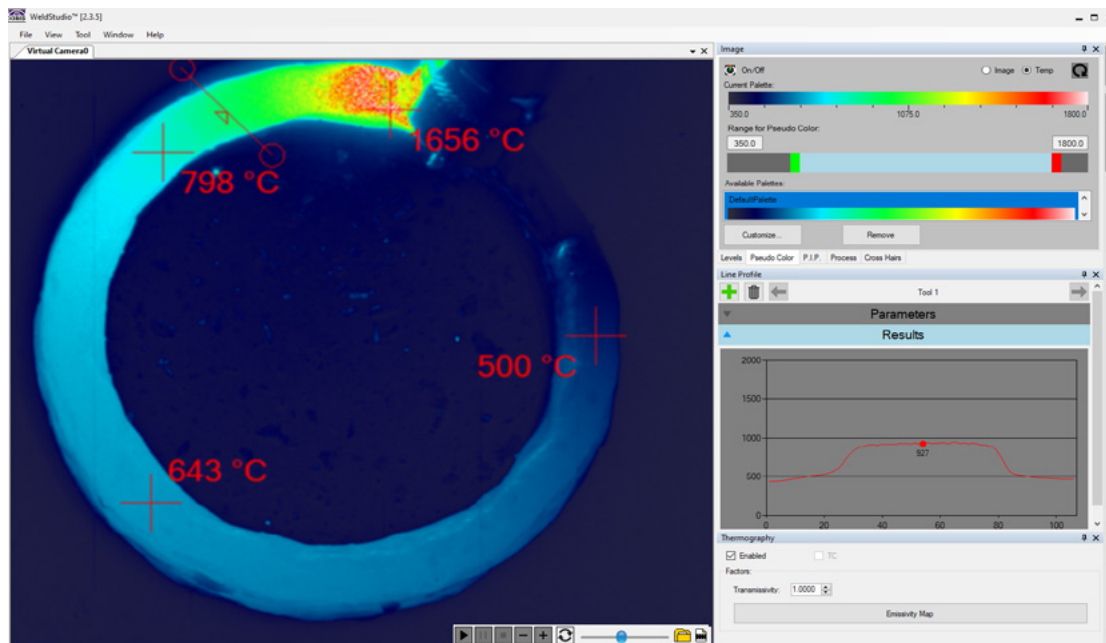 WeldStudio™ [2.3.5]
File View Tool Window Help
Virtual Camera0
1656 °C
798 °C
500 °C
643 °C
Image
On/Off Image Temp
Current Palette:
350.0 1075.0 1800.0
Range for Pseudo Color:
350.0 1800.0
Available Palettes:
DefaultPalette
Customize... Remove
Levels Pseudo Color P.I.P. Process Cross Hairs
Line Profile
Tool 1
Parameters
Results
2000
1500
1000
927
500
0
0 20 40 60 80 100
Thermography
Enabled TC
Factors:
Transmissivity: 1.0000
Emissivity Map